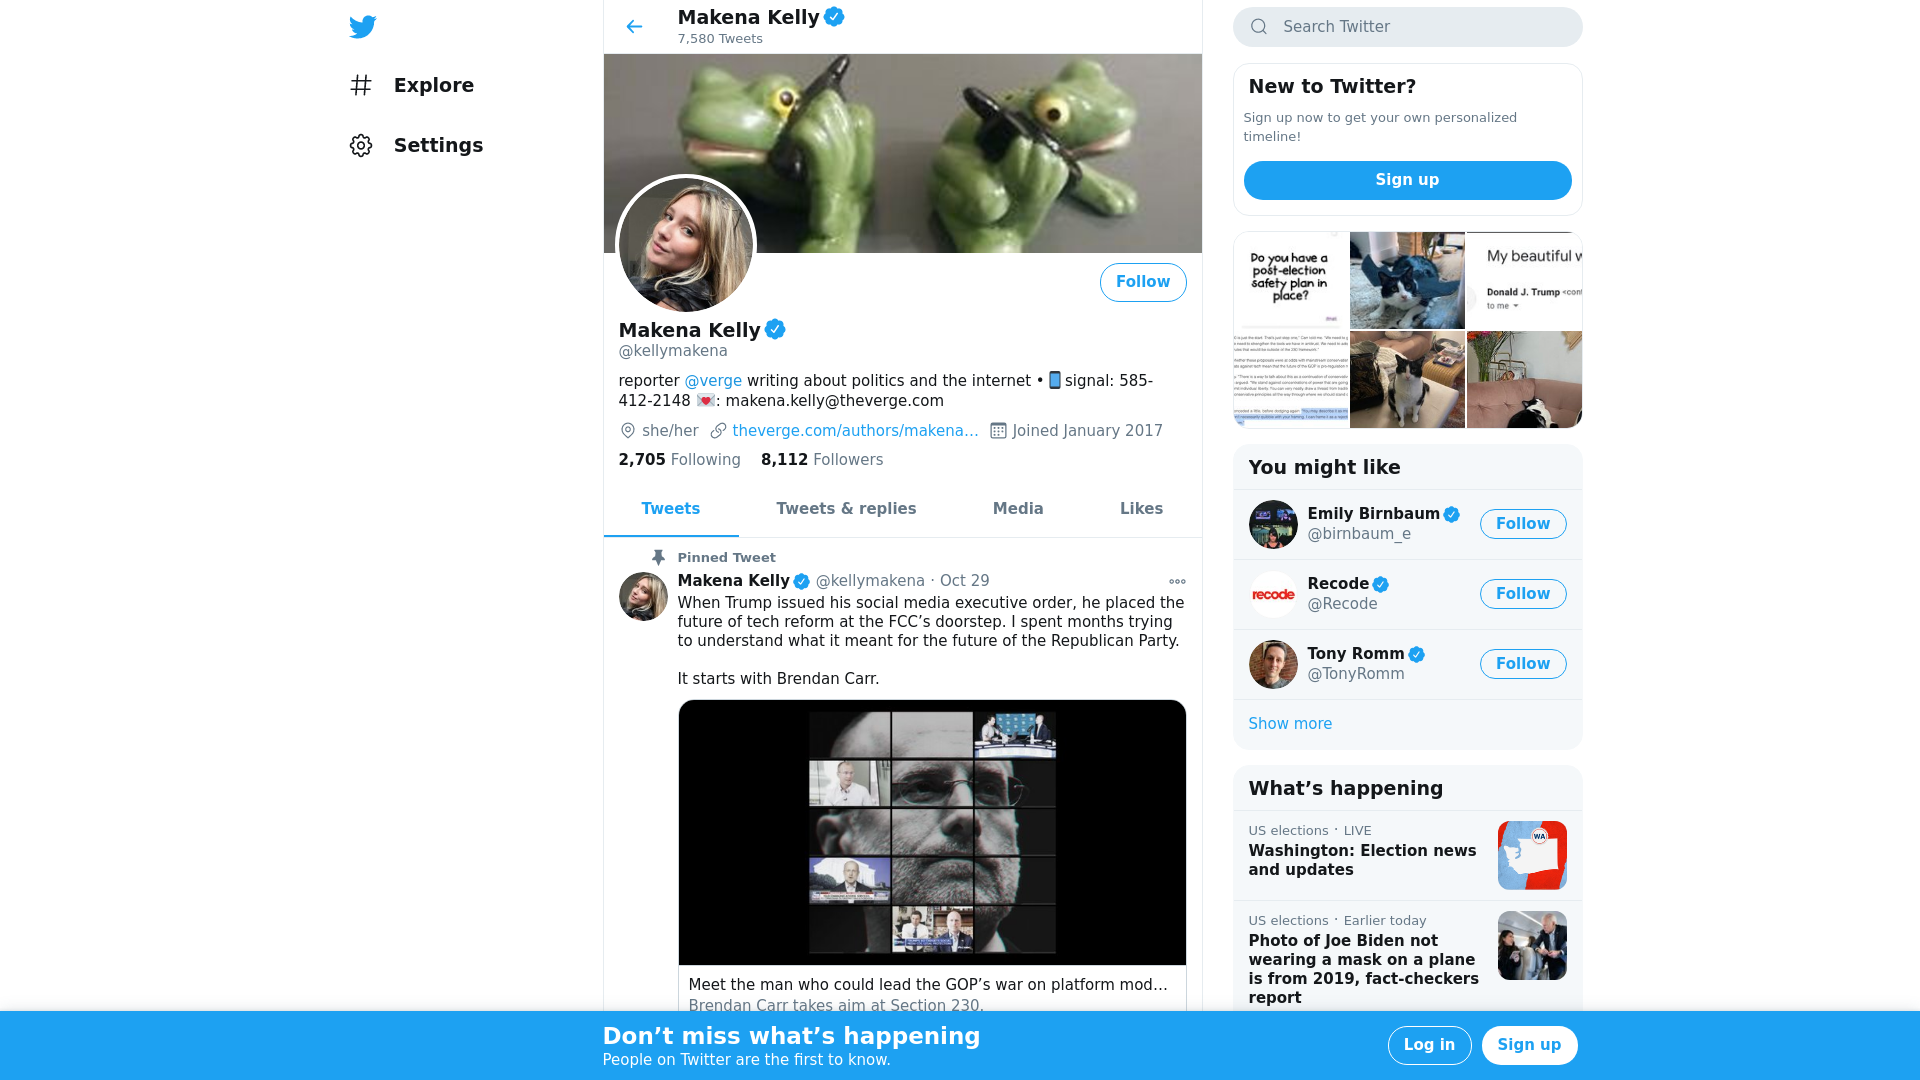 Explore
Settings
Makena Kelly
7,580 Tweets
Follow
Makena Kelly
@kellymakena
reporter @verge writing about politics and the internet • 📱signal: 585-
412-2148 💌: makena.kelly@theverge.com
she/her theverge.com/authors/makena… Joined January 2017
2,705 Following 8,112 Followers
Tweets Tweets & replies Media Likes
Pinned Tweet
Makena Kelly @kellymakena · Oct 29
When Trump issued his social media executive order, he placed the
future of tech reform at the FCC’s doorstep. I spent months trying
to understand what it meant for the future of the Republican Party.
It starts with Brendan Carr.
Meet the man who could lead the GOP’s war on platform mod…
Brendan Carr takes aim at Section 230.
Search Twitter
New to Twitter?
Sign up now to get your own personalized
timeline!
Sign up
Do you have a
post-election
safety plan in
place?
My beautiful w
Donald J. Trump <cont
to me
You might like
Emily Birnbaum
@birnbaum_e
Follow
recode
Recode
@Recode
Follow
Tony Romm
@TonyRomm
Follow
Show more
What’s happening
US elections · LIVE
Washington: Election news
and updates
WA
US elections · Earlier today
Photo of Joe Biden not
wearing a mask on a plane
is from 2019, fact-checkers
report
Don’t miss what’s happening
People on Twitter are the first to know.
Log in
Sign up